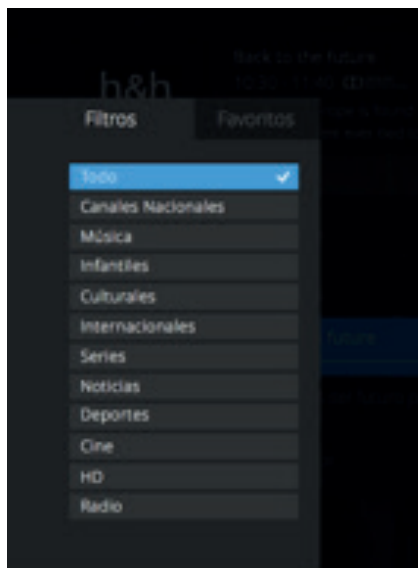 Back to the future
h&h
Filtros
Favoritos
Todo
Canales Nacionales
Música
Infantiles
Culturales
Internacionales
Series
Noticias
Deportes
Cine
HD
Radio
future